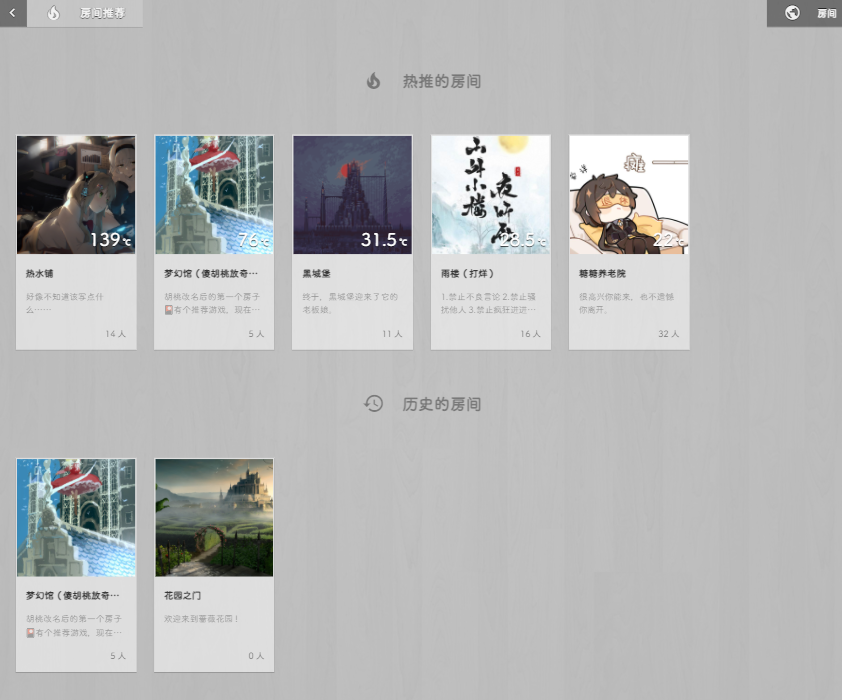 房间推荐
房间
热推的房间
139℃
76℃
31.5℃
山年小楼
夜听雨
28.5℃
22℃
热水铺
好像不知道该写点什
么……
14 人
梦幻馆（傻胡桃放奇…
胡桃改名后的第一个房子
🎴有个推荐游戏，现在…
5 人
黑城堡
终于，黑城堡迎来了它的
老板娘。
11 人
雨楼（打烊）
1.禁止不良言论 2.禁止骚
扰他人 3.禁止疯狂进进…
16 人
糖糖养老院
很高兴你能来，也不遗憾
你离开。
32 人
历史的房间
梦幻馆（傻胡桃放奇…
胡桃改名后的第一个房子
🎴有个推荐游戏，现在…
5 人
花园之门
欢迎来到蔷薇花园！
0 人